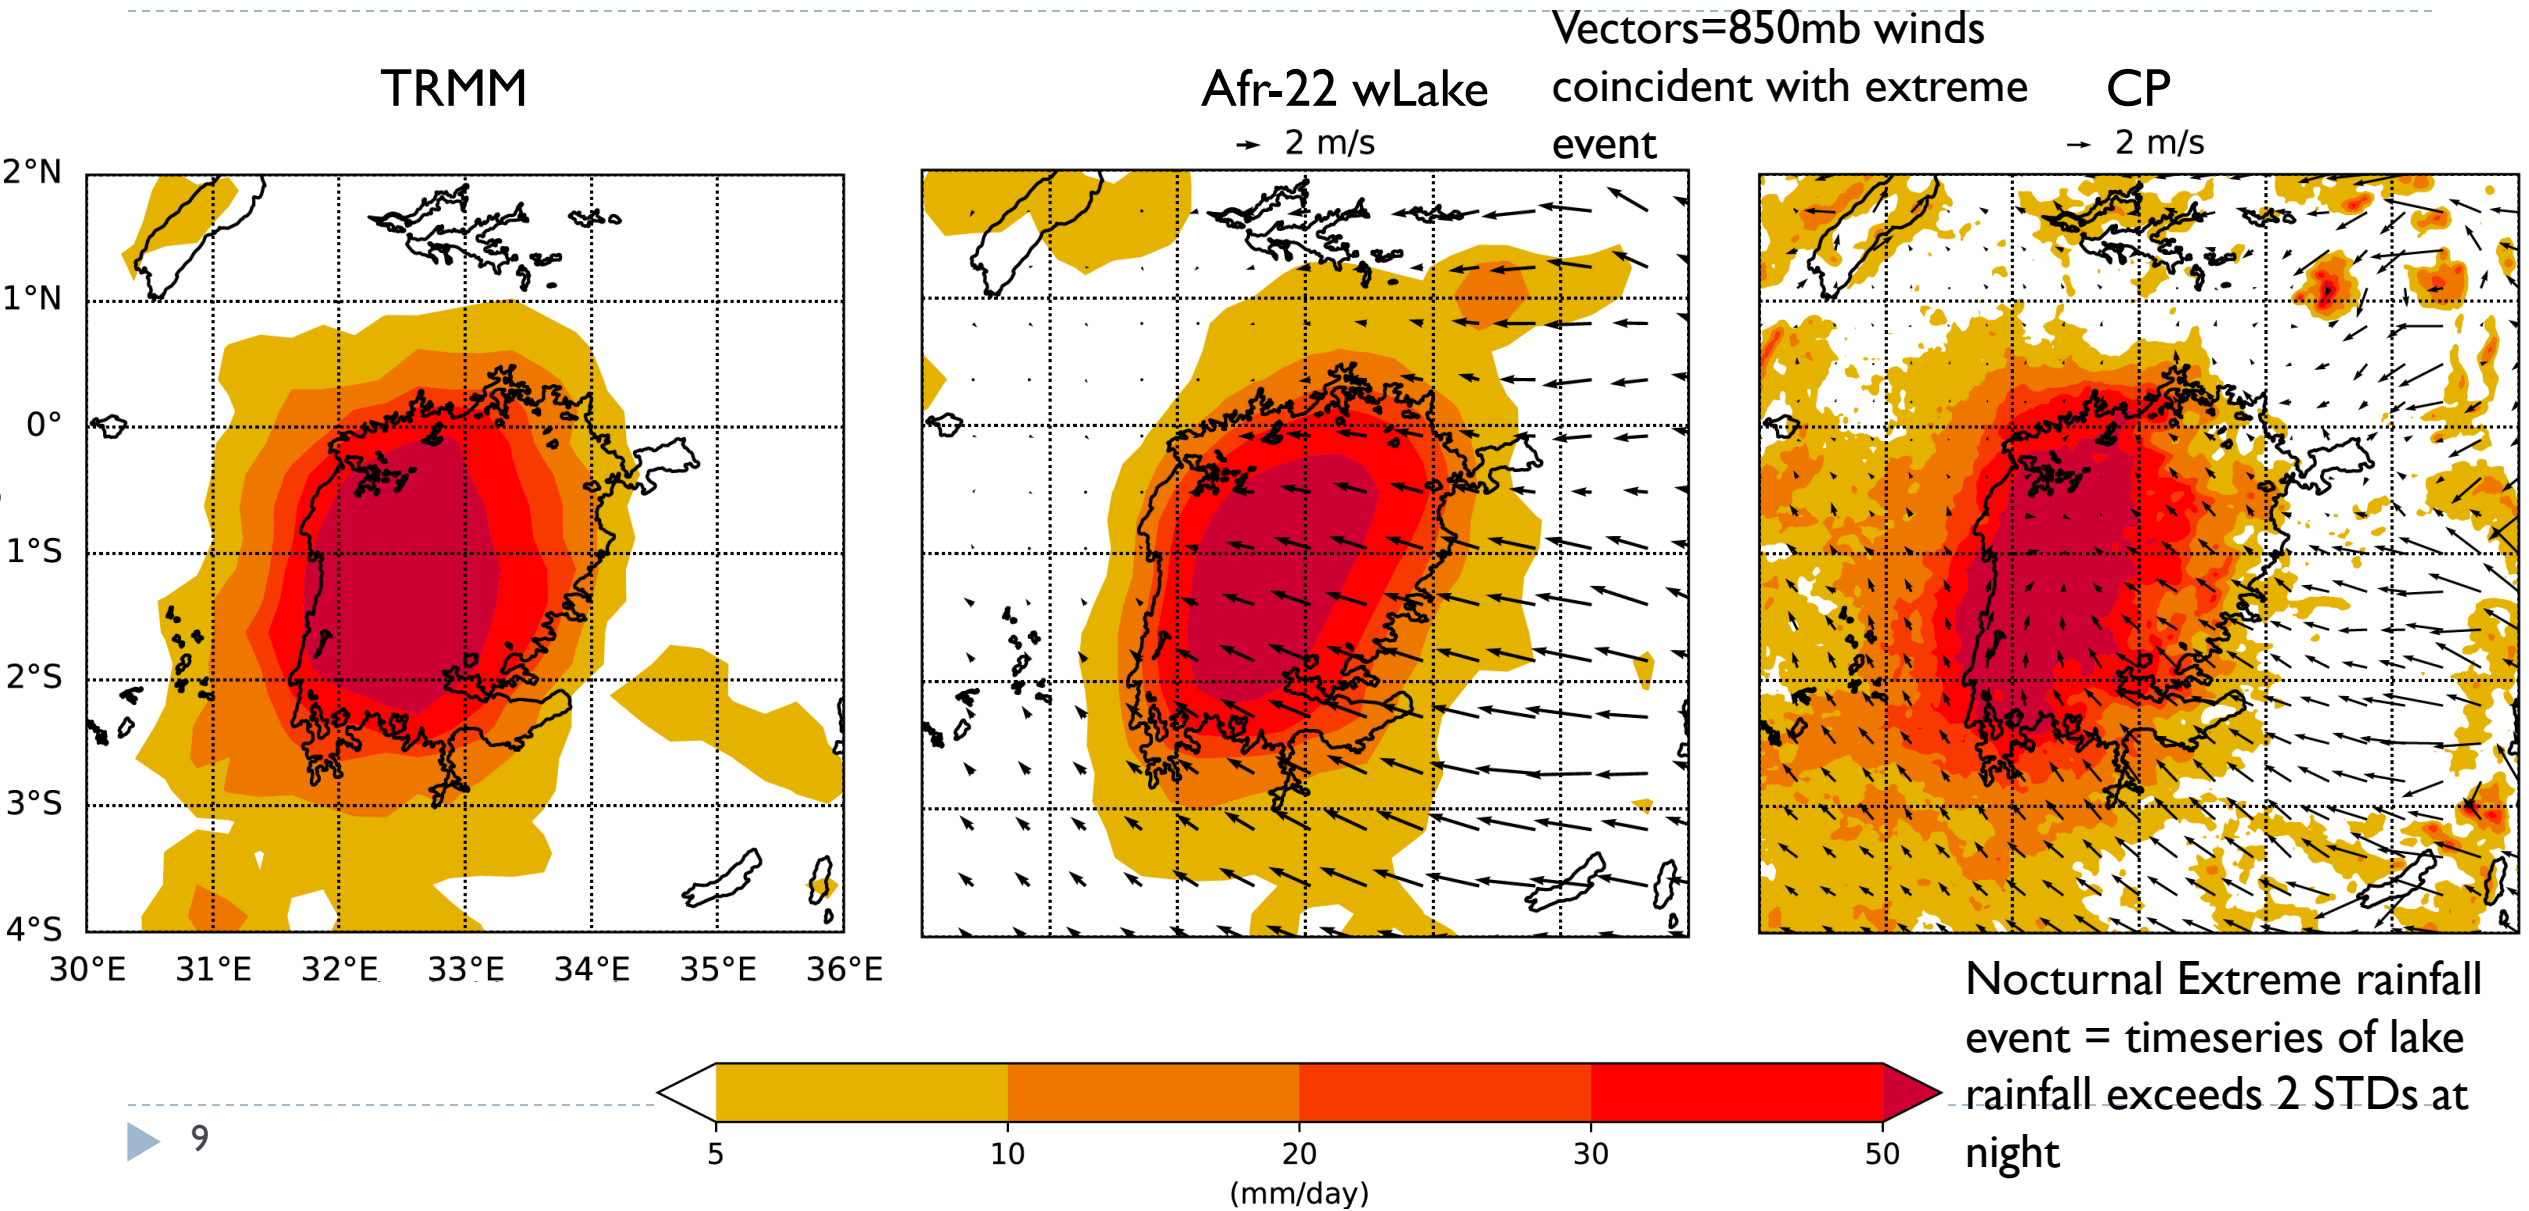 Vectors=850mb winds
coincident with extreme
event
TRMM
Afr-22 wLake
CP
2 m/s
2 m/s
2°N
1°N
0°
1°S
2°S
3°S
4°S
30°E 31°E 32°E 33°E 34°E 35°E 36°E
Nocturnal Extreme rainfall
event = timeseries of lake
rainfall exceeds 2 STDs at
night
5 10 20 30 50
(mm/day)
9